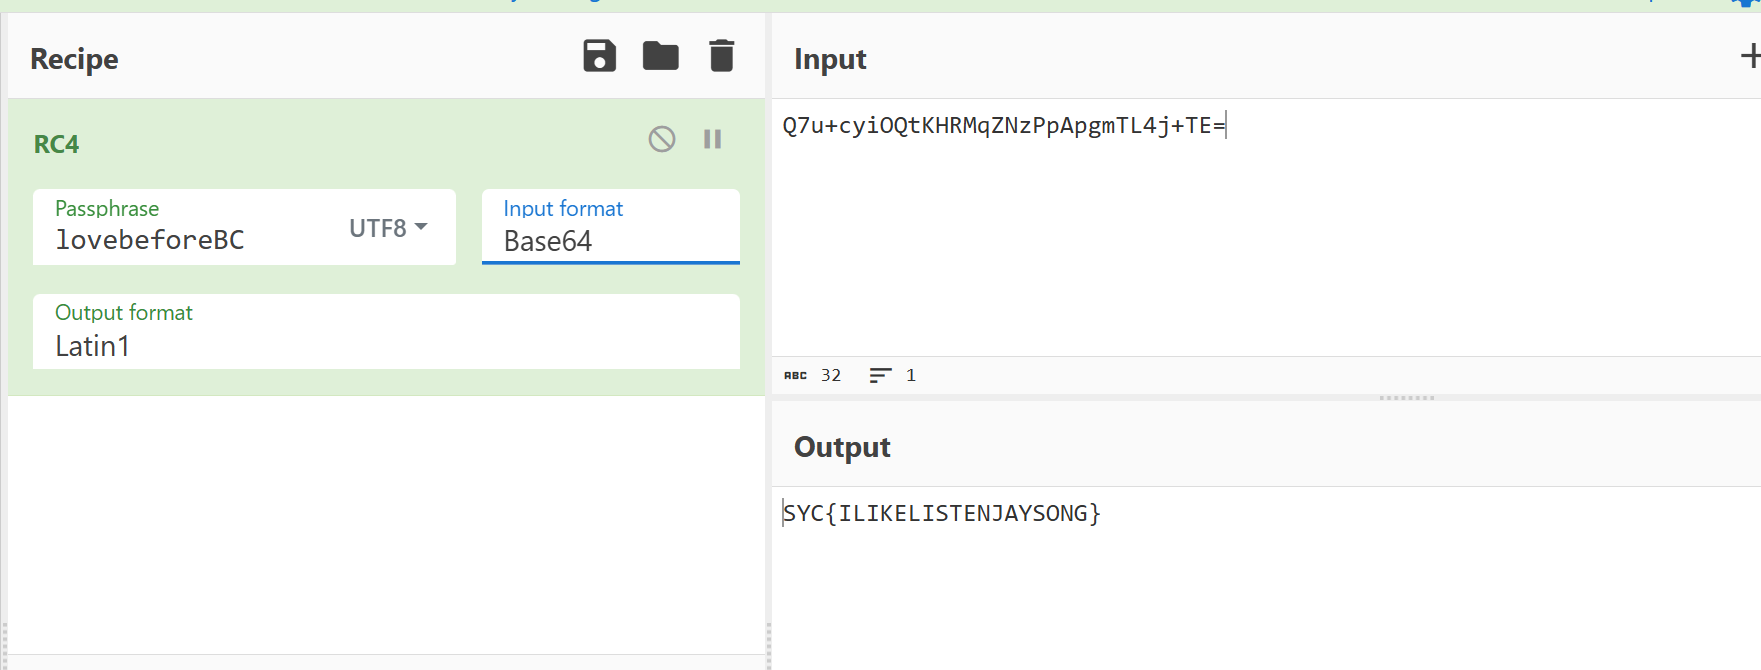 Recipe
RC4
Passphrase
lovebeforeBC
UTF8
Input format
Base64
Output format
Latin1
Input
Q7u+cyiOQtKHRMqZNzPpApgmTL4j+TE=
ABC 32 1
Output
SYC{ILIKELISTENJAYSONG}